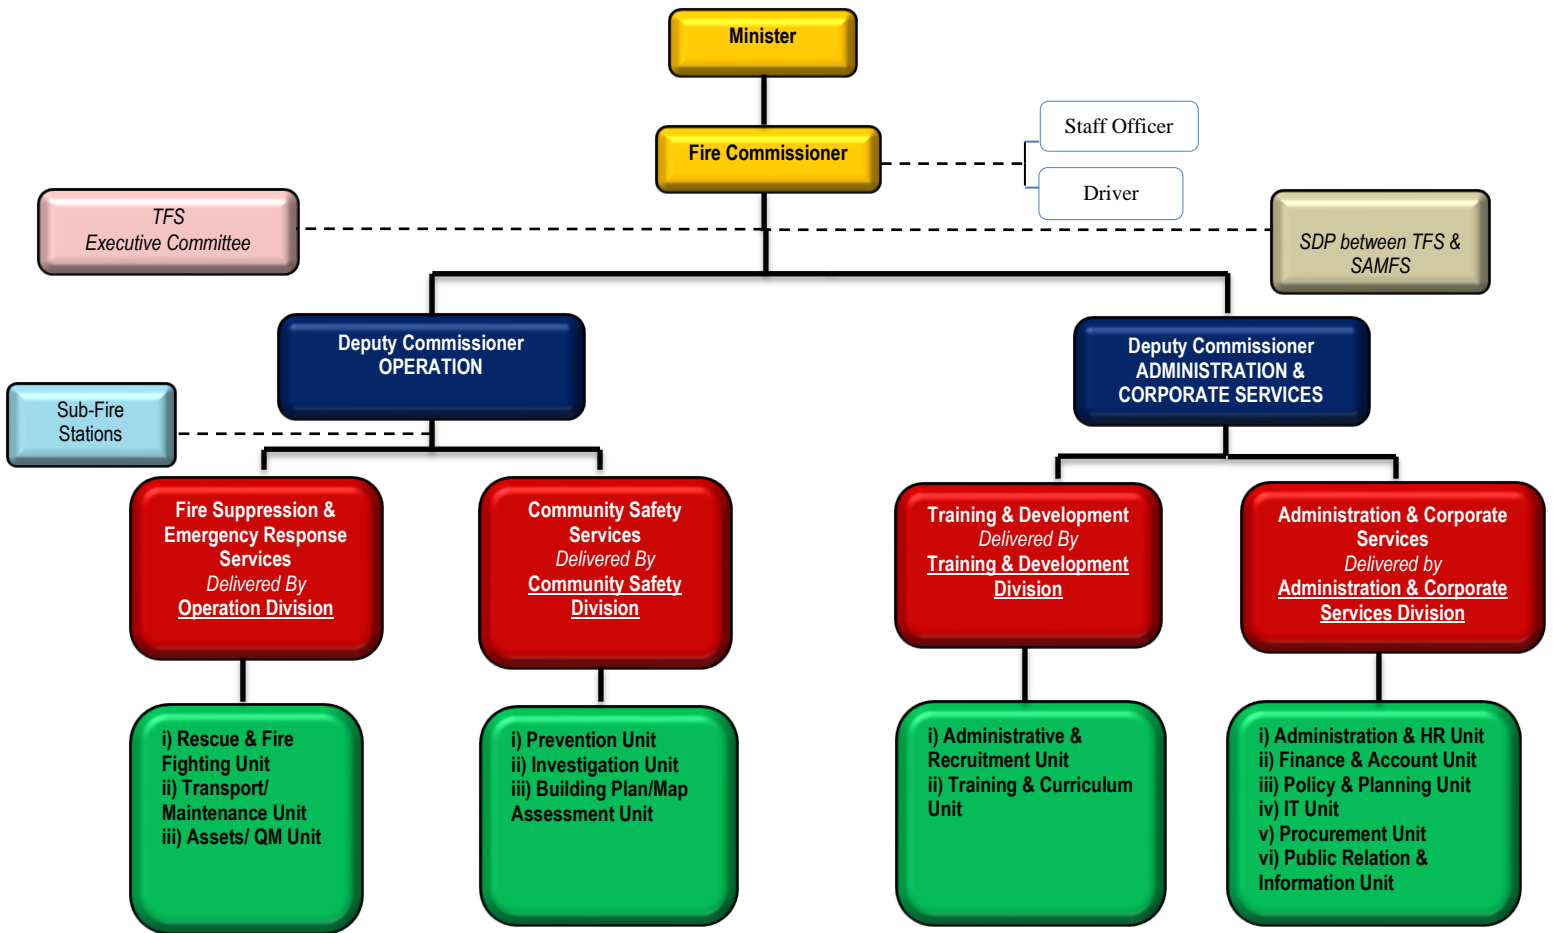 Minister
Fire Commissioner
Staff Officer
Driver
TFS
Executive Committee
SDP between TFS &
SAMFS
Deputy Commissioner
OPERATION
Deputy Commissioner
ADMINISTRATION &
CORPORATE SERVICES
Sub-Fire
Stations
Fire Suppression &
Emergency Response
Services
Delivered By
Operation Division
Community Safety
Services
Delivered By
Community Safety
Division
Training & Development
Delivered By
Training & Development
Division
Administration & Corporate
Services
Delivered by
Administration & Corporate
Services Division
i) Rescue & Fire
Fighting Unit
ii) Transport/
Maintenance Unit
iii) Assets/ QM Unit
i) Prevention Unit
ii) Investigation Unit
iii) Building Plan/Map
Assessment Unit
i) Administrative &
Recruitment Unit
ii) Training & Curriculum
Unit
i) Administration & HR Unit
ii) Finance & Account Unit
iii) Policy & Planning Unit
iv) IT Unit
v) Procurement Unit
vi) Public Relation &
Information Unit